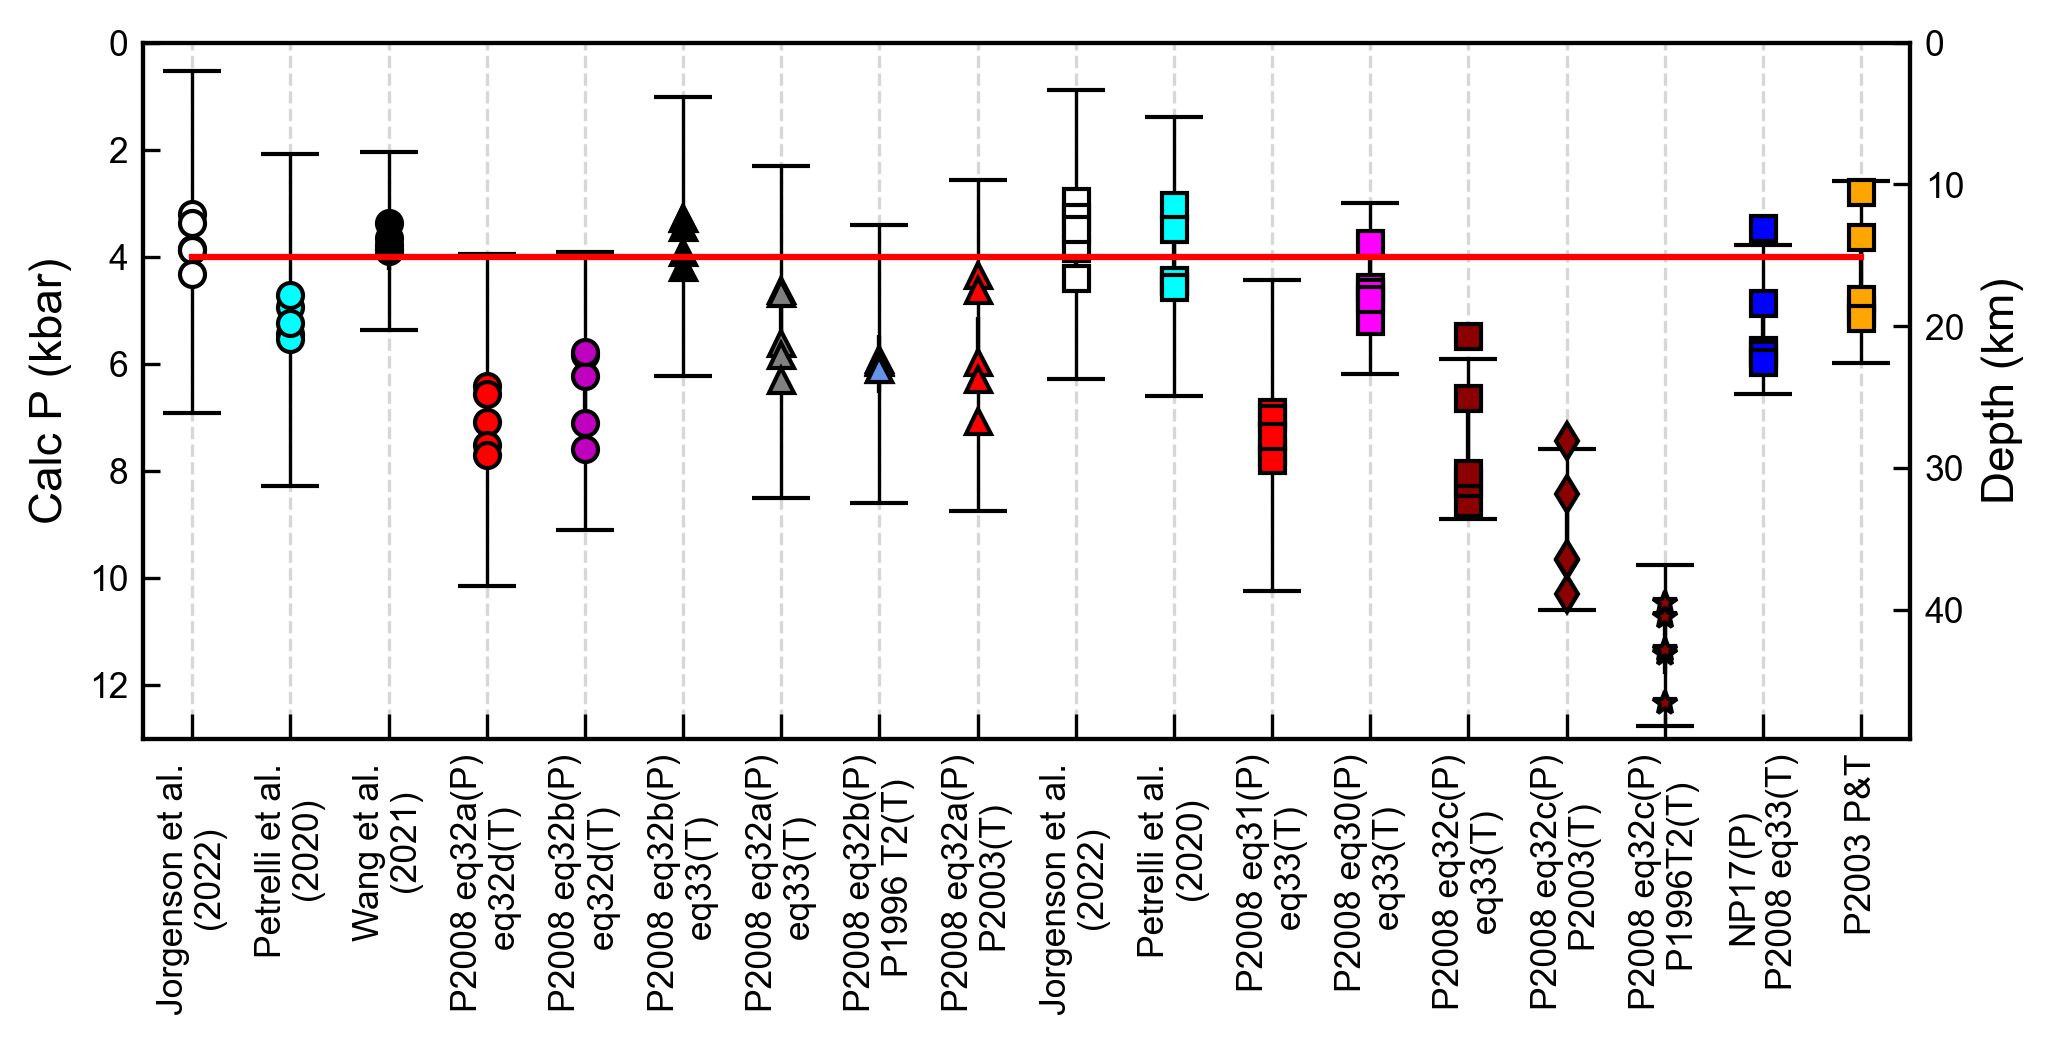 0
2
4
6
8
10
12
Calc P (kbar)
0
10
20
30
40
Depth (km)
Jorgenson et al.
(2022)
Petrelli et al.
(2020)
Wang et al.
(2021)
P2008 eq32a(P)
eq32d(T)
P2008 eq32b(P)
eq32d(T)
P2008 eq32b(P)
eq33(T)
P2008 eq32a(P)
eq33(T)
P2008 eq32b(P)
P1996 T2(T)
P2008 eq32a(P)
P2003(T)
Jorgenson et al.
(2022)
Petrelli et al.
(2020)
P2008 eq31(P)
eq33(T)
P2008 eq30(P)
eq33(T)
P2008 eq32c(P)
eq33(T)
P2008 eq32c(P)
P2003(T)
P2008 eq32c(P)
P1996T2(T)
NP17(P)
P2008 eq33(T)
P2003 P&T